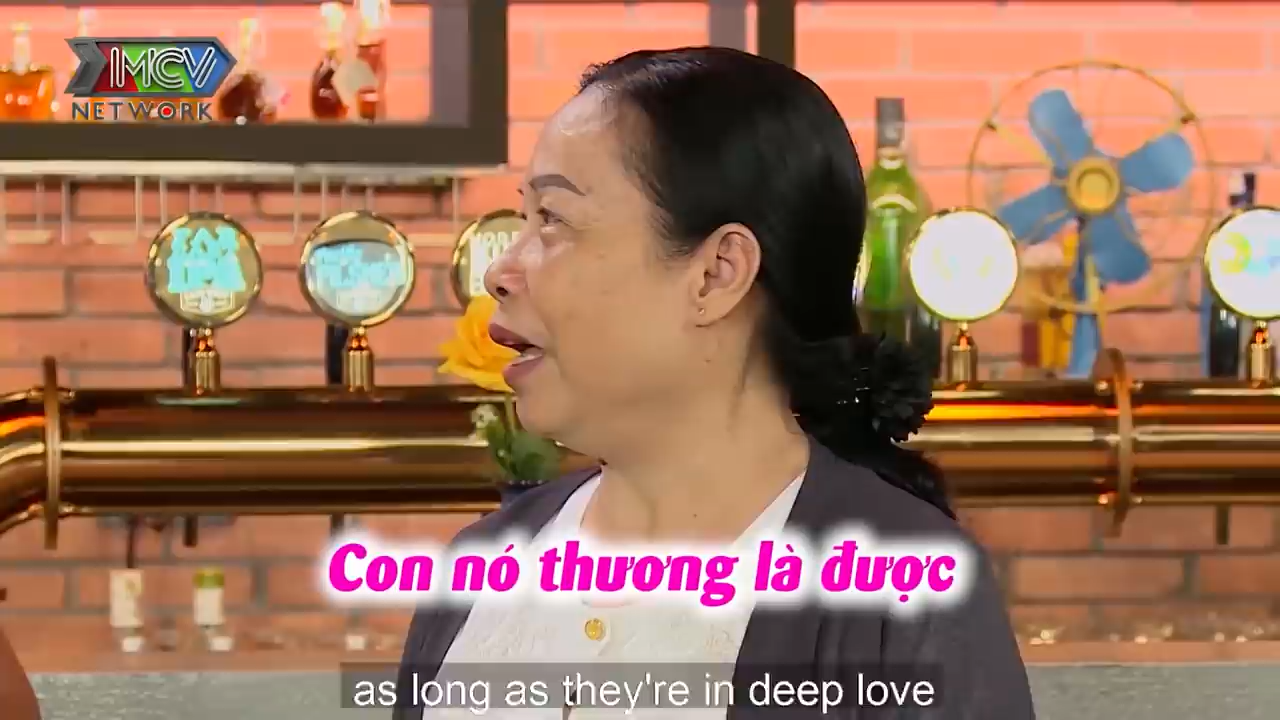 MCV
NETWORK
Con nó thương là được
as long as they're in deep love